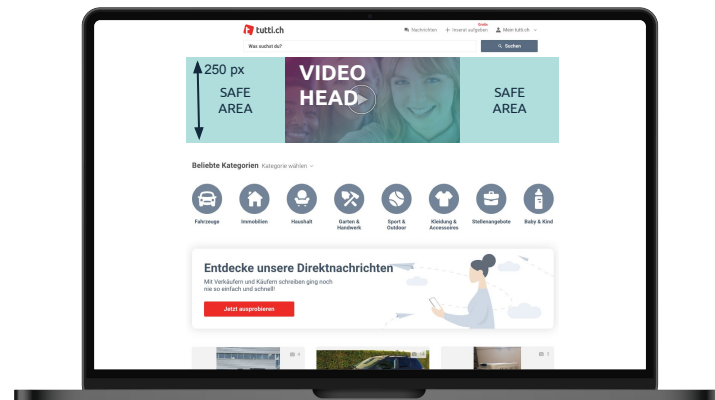 tutti.ch
Nachrichten
Gratis
Inserat aufgeben
Mein tutti.ch
Was suchst du?
Suchen
250 px
SAFE
AREA
VIDEO
HEAD
SAFE
AREA
Beliebte Kategorien Kategorie wählen
Fahrzeuge
Immobilien
Haushalt
Garten &
Handwerk
Sport &
Outdoor
Kleidung &
Accessoires
Stellenangebote
Baby & Kind
Entdecke unsere Direktnachrichten
Mit Verkäufern und Käufern schreiben ging noch
nie so einfach und schnell!
Jetzt ausprobieren
4